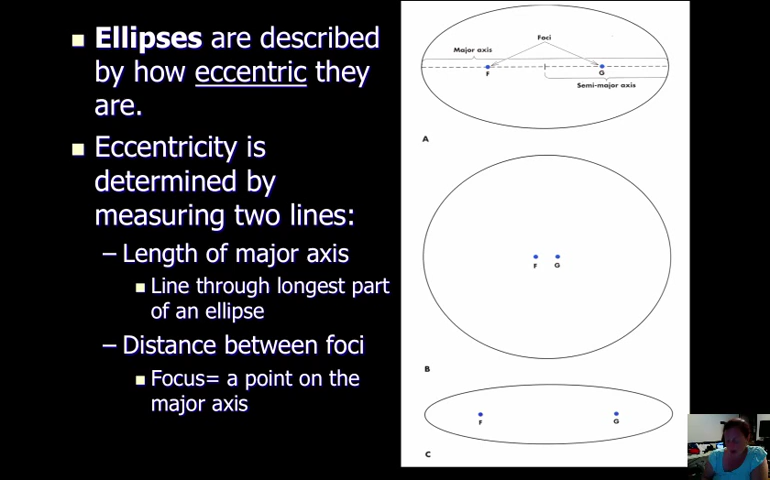 Ellipses are described
by how eccentric they
are.
Eccentricity is
determined by
measuring two lines:
– Length of major axis
Line through longest part
of an ellipse
– Distance between foci
Focus= a point on the
major axis
Foci
Major axis
F
G
Semi-major axis
A
F G
B
F G
C